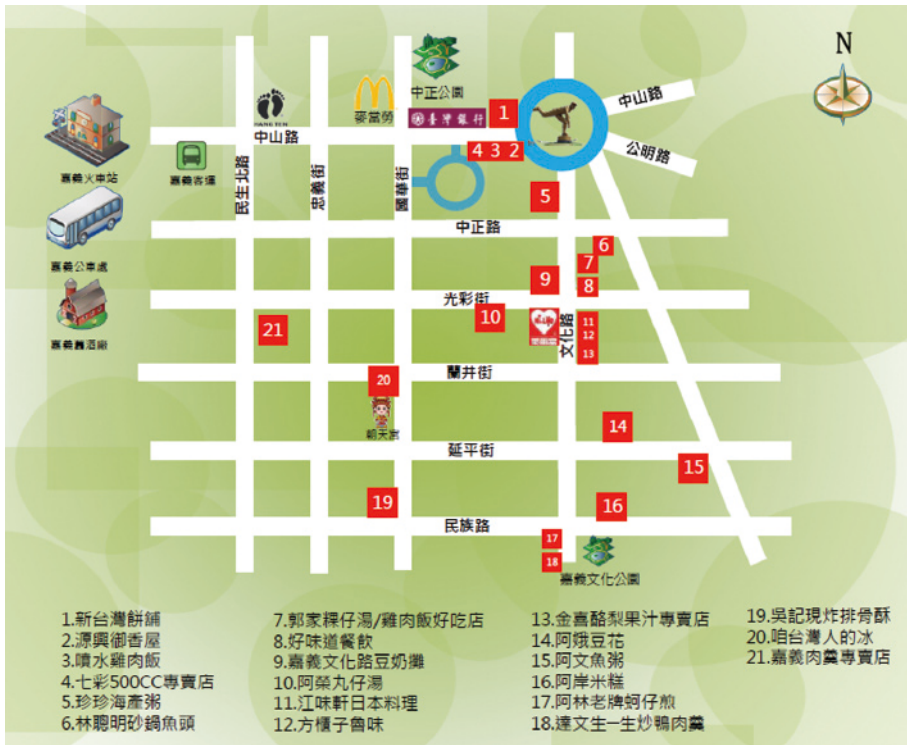 N
中山路
中正公園
麥當勞
臺灣銀行
1
HANG TEN
中山路
公明路
4 3 2
嘉義火車站
嘉義客運
民生北路
忠義街
國華街
5
中正路
嘉義公車處
6
7
8
9
光彩街
10
文化路
11
12
13
21
嘉義舊酒廠
蘭井街
20
朝天宮
14
延平街
15
19
16
民族路
17
18
嘉義文化公園
1.新台灣餅舖
2.源興御香屋
3.噴水雞肉飯
4.七彩500CC專賣店
5.珍珍海產粥
6.林聰明砂鍋魚頭
7.郭家粿仔湯/雞肉飯好吃店
8.好味道餐飲
9.嘉義文化路豆奶攤
10.阿榮丸仔湯
11.江味軒日本料理
12.方櫃子魯味
13.金喜酪梨果汁專賣店
14.阿娥豆花
15.阿文魚粥
16.阿岸米糕
17.阿林老牌蚵仔煎
18.達文生一生炒鴨肉羹
19.吳記現炸排骨酥
20.咱台灣人的冰
21.嘉義肉羹專賣店